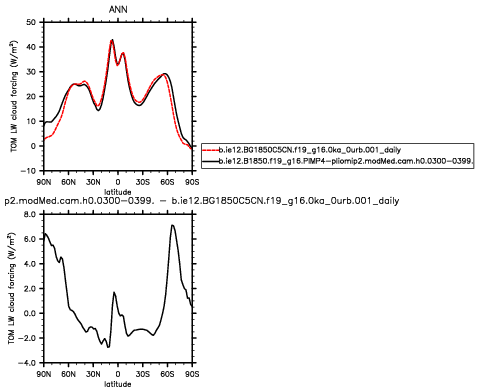 ANN
TOM LW cloud forcing (W/m²)
50
40
30
20
10
0
−10
90N 60N 30N 0 30S 60S 90S
latitude
b.ie12.BG1850C5CN.f19_g16.0ka_0urb.001_daily
b.ie12.B1850.f19_g16.PIMP4−pliomip2.modMed.cam.h0.0300−0399.
p2.modMed.cam.h0.0300−0399. − b.ie12.BG1850C5CN.f19_g16.0ka_0urb.001_daily
TOM LW cloud forcing (W/m²)
8.0
6.0
4.0
2.0
0.0
−2.0
−4.0
90N 60N 30N 0 30S 60S 90S
latitude